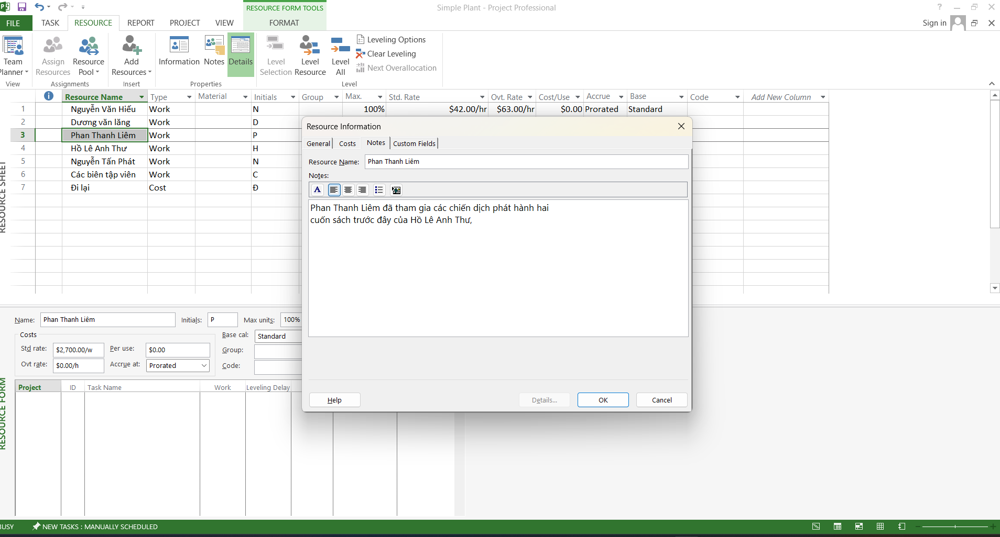 RESOURCE FORM TOOLS
Simple Plant - Project Professional
FILE TASK RESOURCE REPORT PROJECT VIEW FORMAT Sign in
Team Planner
Assign Resources
Resource Pool
Add Resources
Information
Notes
Details
Level Selection
Level Resource
Level All
Leveling Options
Clear Leveling
Next Overallocation
View Assignments Insert Properties Level
Resource Name Type Material Initials Group Max. Std. Rate Ovt. Rate Cost/Use Accrue Base Code Add New Column
1 Nguyễn Văn Hiếu Work N 100% $42.00/hr $63.00/hr $0.00 Prorated Standard
2 Dương văn lăng Work D
3 Phan Thanh Liêm Work P
4 Hồ Lê Anh Thư Work H
5 Nguyễn Tấn Phát Work N
6 Các biên tập viên Work C
7 Đi lại Cost Đ
RESOURCE SHEET
Resource Information
General Costs Notes Custom Fields
Resource Name: Phan Thanh Liêm
Notes:
A
Phan Thanh Liêm đã tham gia các chiến dịch phát hành hai
cuốn sách trước đây của Hồ Lê Anh Thư,
Help Details... OK Cancel
Name: Phan Thanh Liêm Initials: P Max units: 100%
Costs
Base cal: Standard
Std rate: $2,700.00/w Per use: $0.00
Group:
Ovt rate: $0.00/h Accrue at: Prorated
Code:
Project ID Task Name Work Leveling Delay
RESOURCE FORM
BUSY NEW TASKS : MANUALLY SCHEDULED